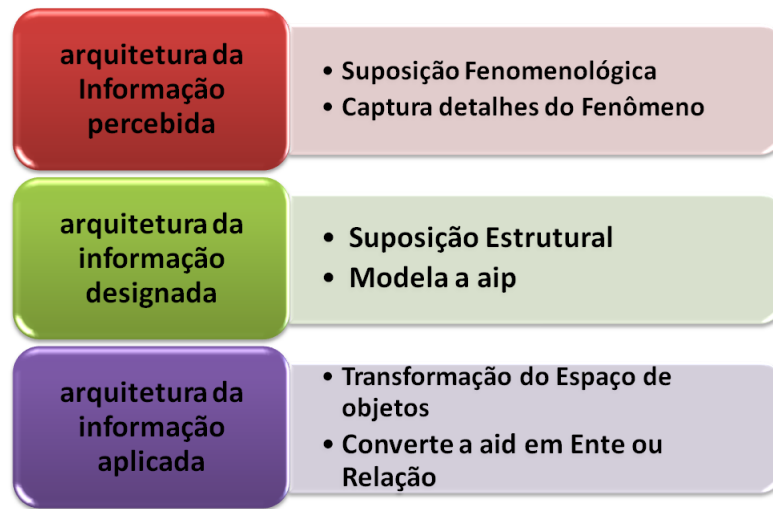 arquitetura da
Informação
percebida
• Suposição Fenomenológica
• Captura detalhes do Fenômeno
arquitetura da
informação
designada
• Suposição Estrutural
• Modela a aip
arquitetura da
informação
aplicada
• Transformação do Espaço de
objetos
• Converte a aid em Ente ou
Relação